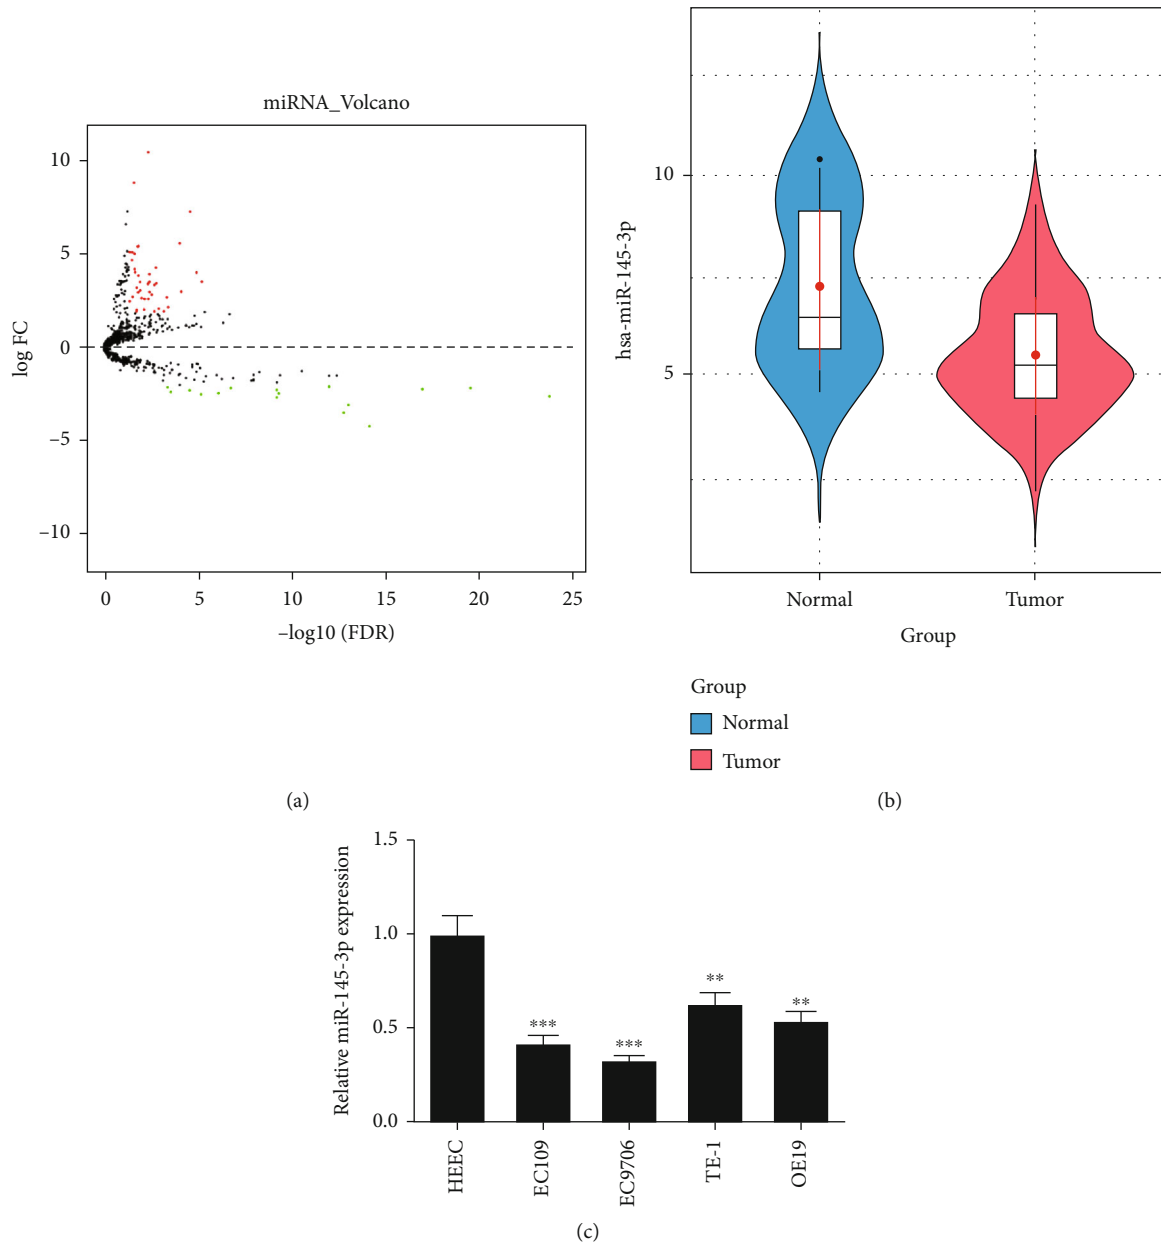 miRNA_Volcano
10
5
0
−5
−10
log FC
0
5
10
15
20
25
−log10 (FDR)
(a)
10
5
hsa-miR-145-3p
Normal
Tumor
Group
Group
Normal
Tumor
(b)
1.5
1.0
0.5
0.0
Relative miR-145-3p expression
***
***
**
**
HEEC
EC109
EC9706
TE-1
OE19
(c)